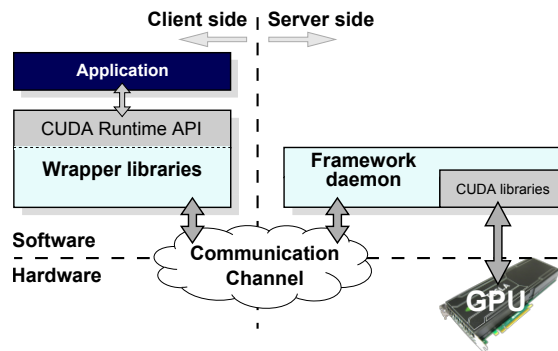 Client side
Server side
Application
CUDA Runtime API
Wrapper libraries
Framework
daemon
CUDA libraries
Software
Hardware
Communication
Channel
GPU